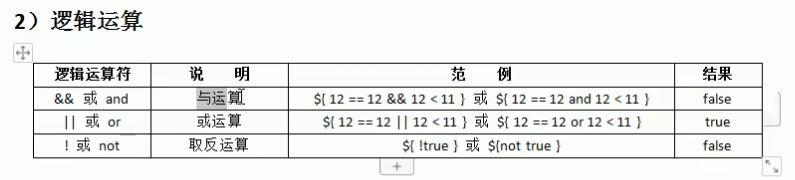 2）逻辑运算
逻辑运算符 说 明 范 例 结果
&& 或 and 与运算 ${ 12 == 12 && 12 < 11 } 或 ${ 12 == 12 and 12 < 11 } false
|| 或 or 或运算 ${ 12 == 12 || 12 < 11 } 或 ${ 12 == 12 or 12 < 11 } true
! 或 not 取反运算 ${ !true } 或 ${not true } false